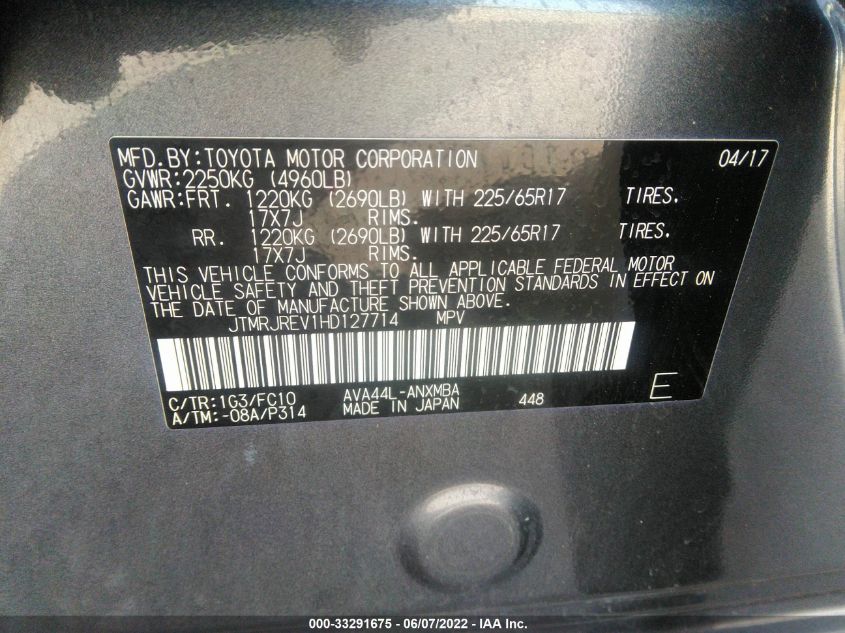 MFD.BY:TOYOTA MOTOR CORPORATION 04/17
GVWR:2250KG (4960LB)
GAWR:FRT. 1220KG (2690LB) WITH 225/65R17 TIRES.
17X7J RIMS.
RR. 1220KG (2690LB) WITH 225/65R17 TIRES.
17X7J RIMS.
THIS VEHICLE CONFORMS TO ALL APPLICABLE FEDERAL MOTOR
VEHICLE SAFETY AND THEFT PREVENTION STANDARDS IN EFFECT ON
THE DATE OF MANUFACTURE SHOWN ABOVE.
JTMRJREV1HD127714 MPV
C/TR:1G3/FC10 AVA44L-ANXMBA 448 E
A/TM:-08A/P314 MADE IN JAPAN
000-33291675 - 06/07/2022 - IAA Inc.